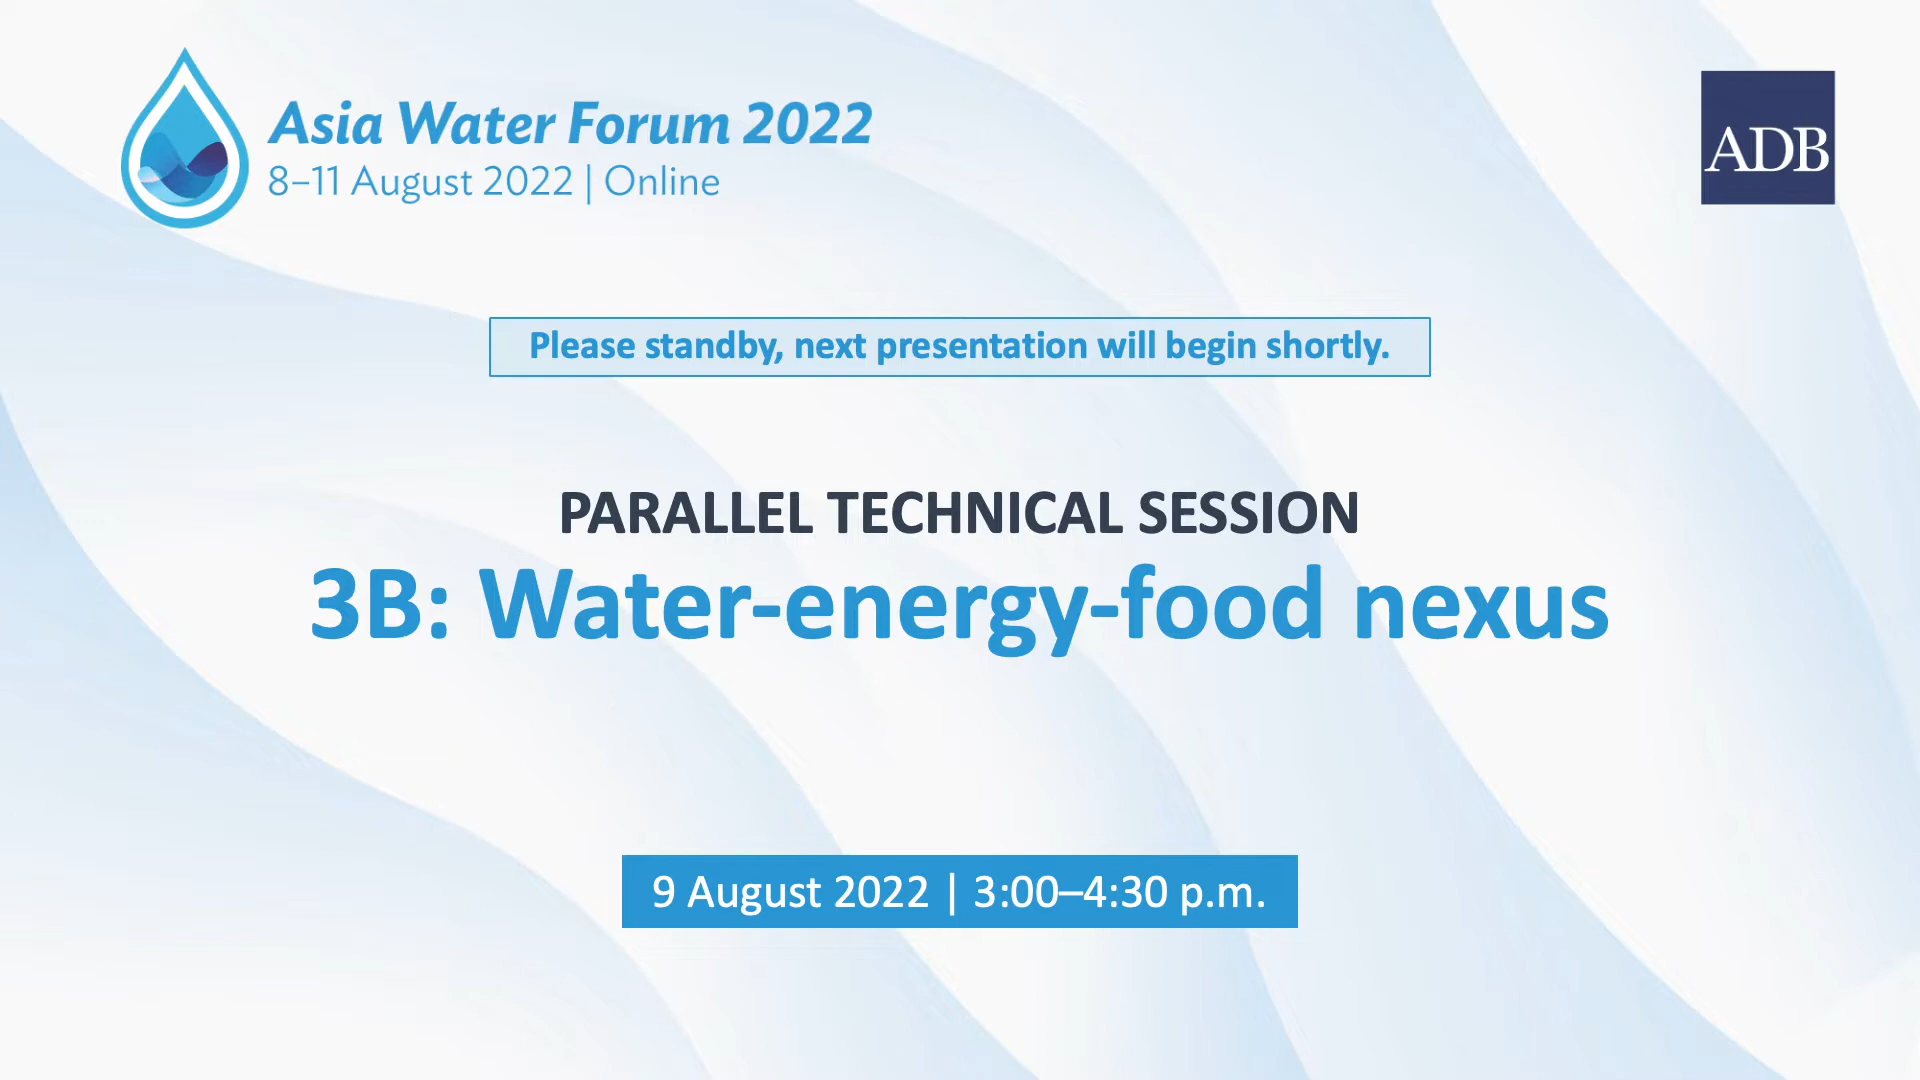 Asia Water Forum 2022
8–11 August 2022 | Online
ADB
Please standby, next presentation will begin shortly.
PARALLEL TECHNICAL SESSION
3B: Water-energy-food nexus
9 August 2022 | 3:00–4:30 p.m.